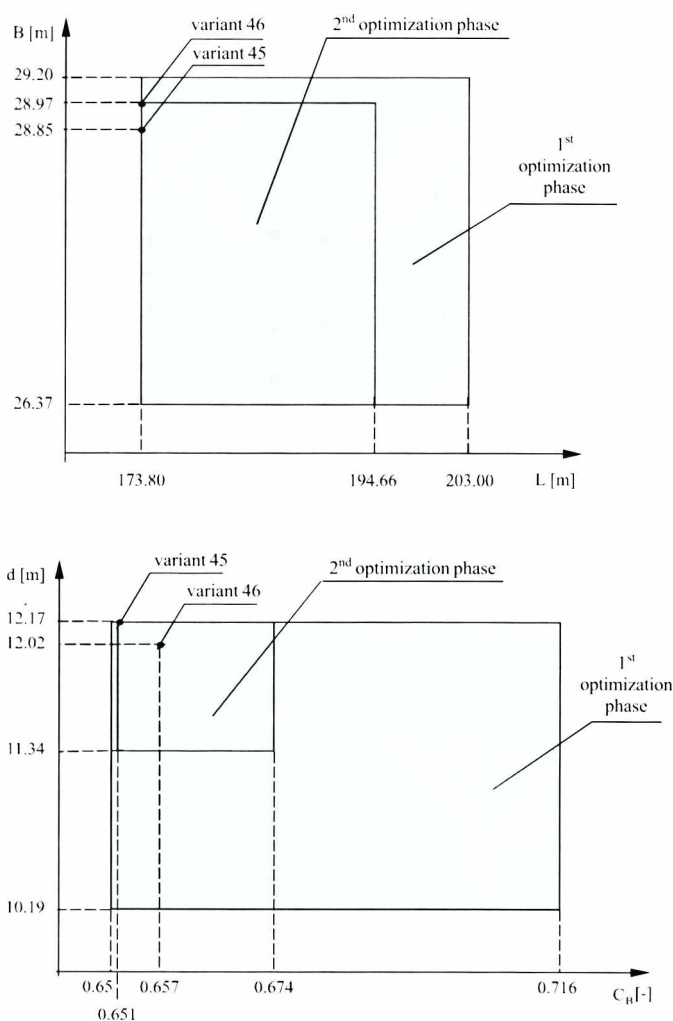 variant 46
2nd optimization phase
B [m]
variant 45
29.20
28.97
28.85
1st
optimization
phase
26.37
173.80
194.66
203.00
L [m]
variant 45
2nd optimization phase
d [m]
variant 46
12.17
12.02
1st
optimization
phase
11.34
10.19
0.65
0.657
0.674
0.716
CB[-]
0.651